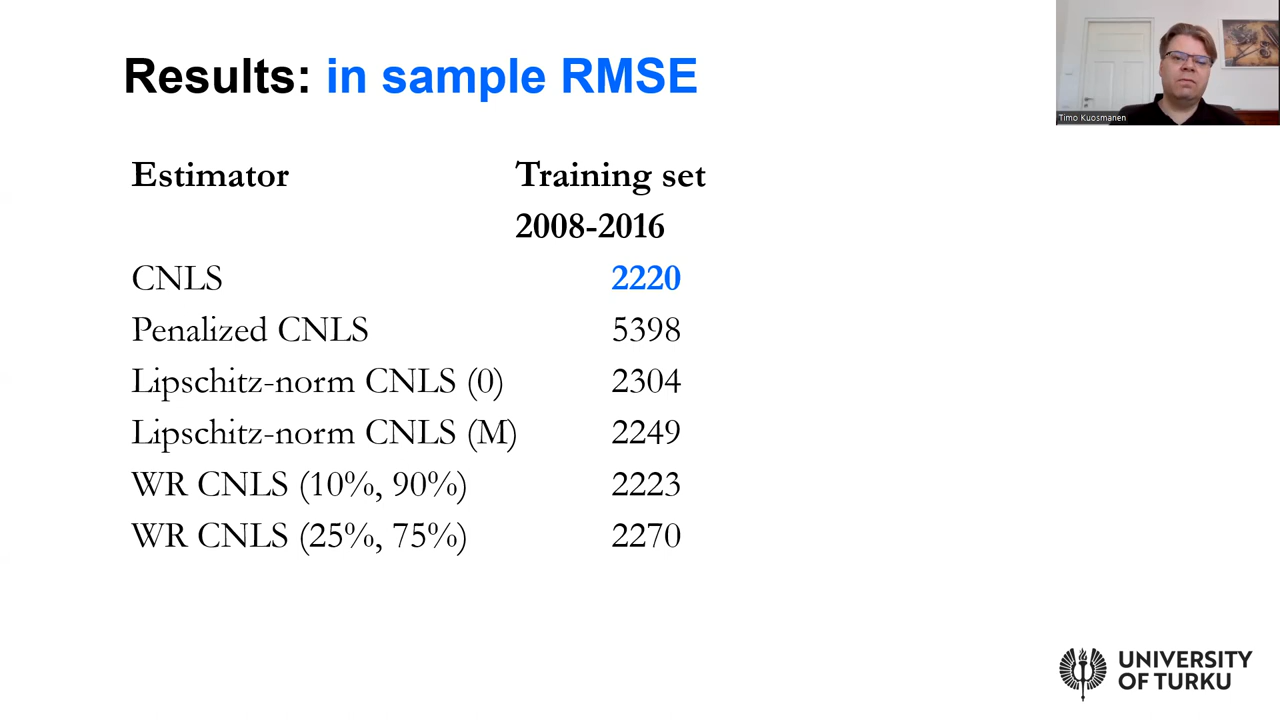 Results: in sample RMSE
Timo Kuosmanen
Estimator Training set
2008-2016
CNLS 2220
Penalized CNLS 5398
Lipschitz-norm CNLS (0) 2304
Lipschitz-norm CNLS (M) 2249
WR CNLS (10%, 90%) 2223
WR CNLS (25%, 75%) 2270
UNIVERSITY
OF TURKU